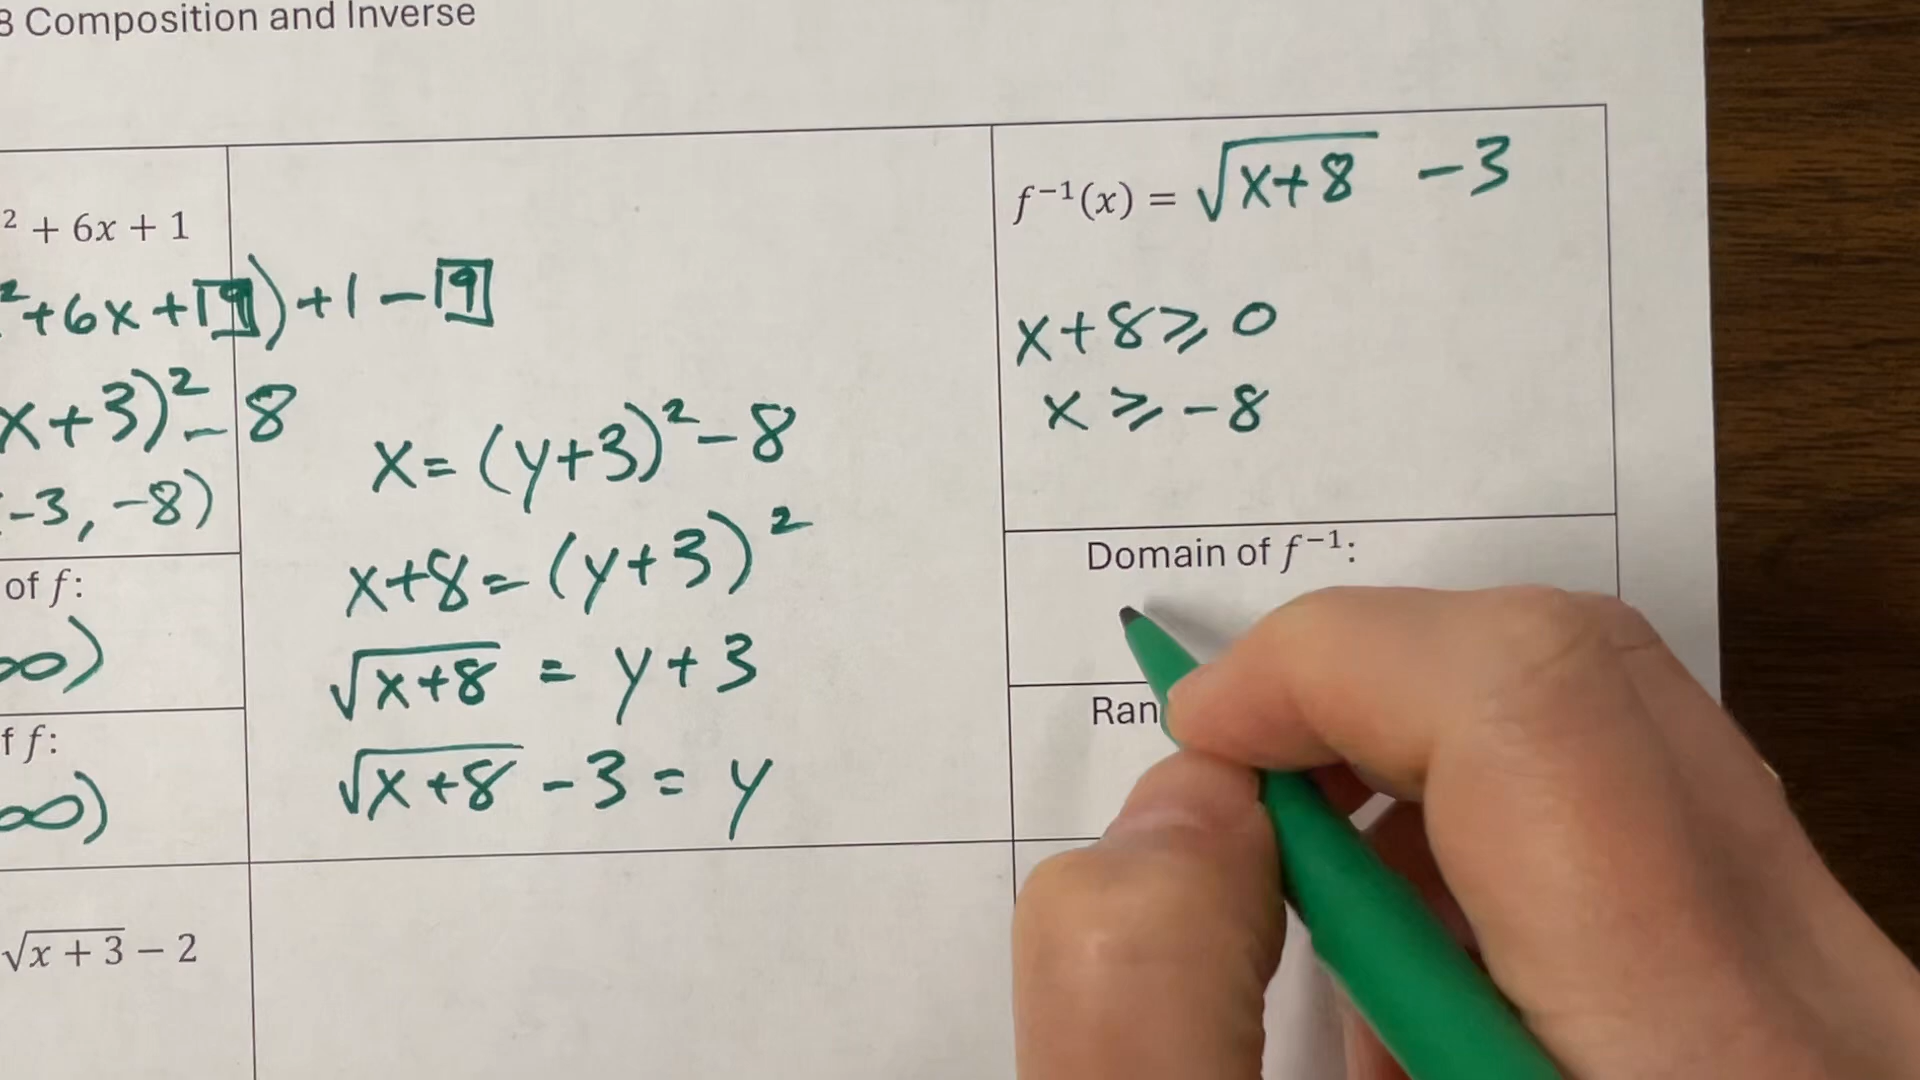 3 Composition and Inverse
² + 6x + 1
²+6x+9)+1-9
x+3)²-8
-3, -8)
of f:
∞)
f f:
∞)
√x + 3 − 2
x=(y+3)²-8
x+8=(y+3)²
√x+8 = y+3
√x+8 -3 = y
f⁻¹(x) = √x+8 -3
x+8⩾0
x⩾-8
Domain of f⁻¹:
Ran